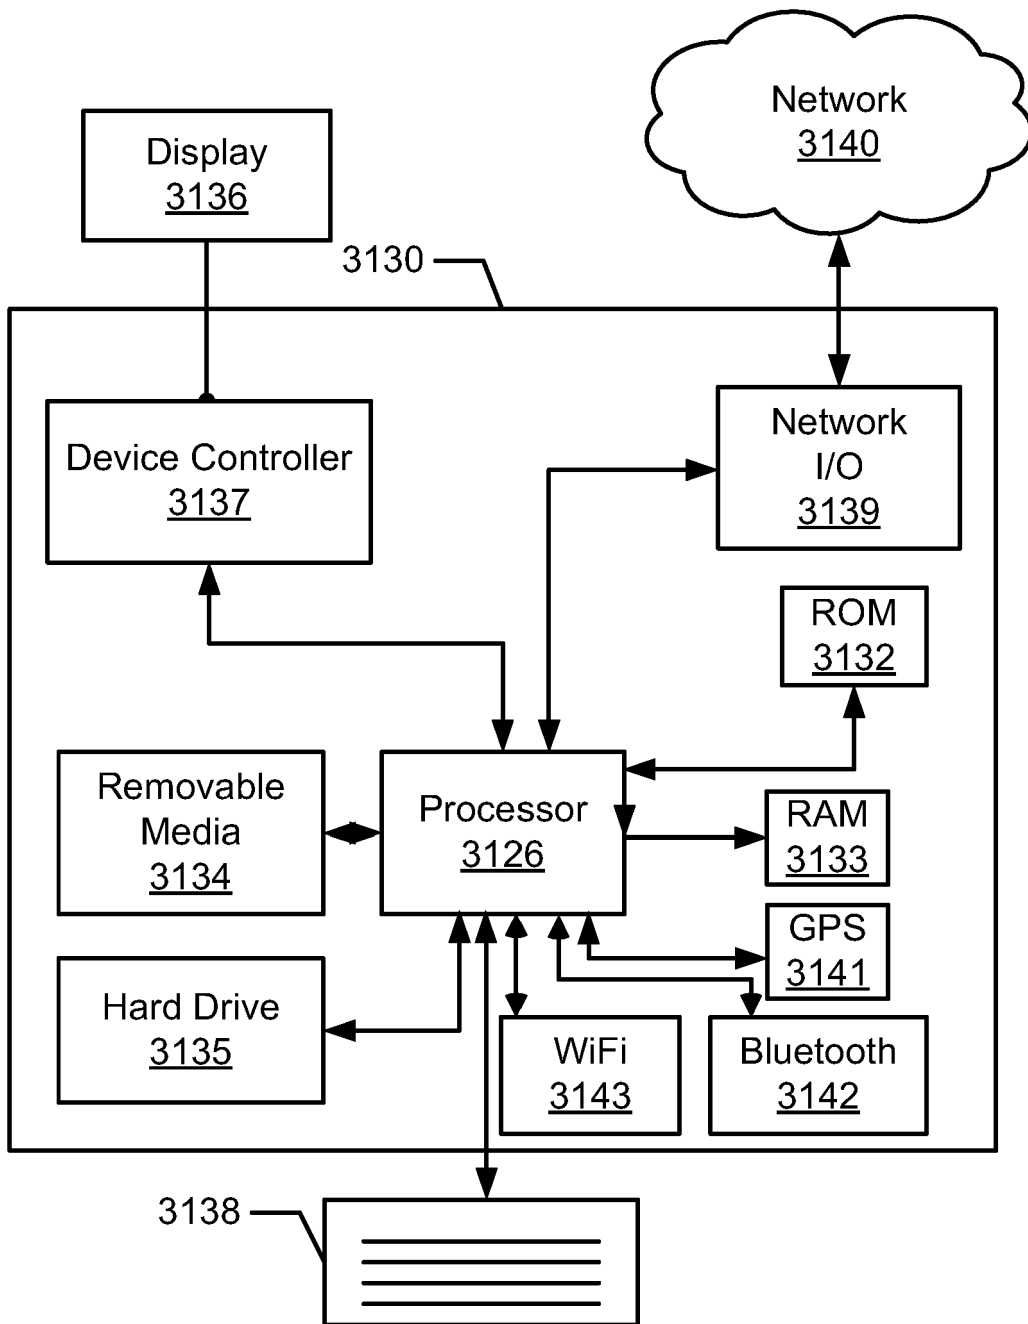 Network
3140
Display
3136
3130
Device Controller
3137
Network
I/O
3139
ROM
3132
Removable
Media
3134
Processor
3126
RAM
3133
GPS
3141
Hard Drive
3135
WiFi
3143
Bluetooth
3142
3138